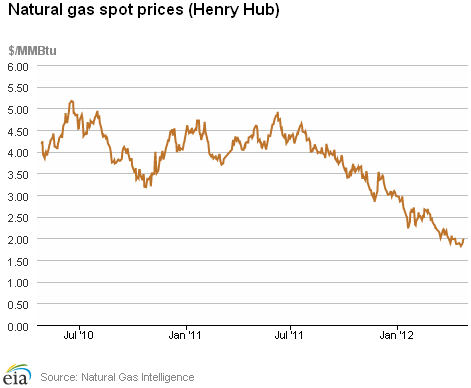 Natural gas spot prices (Henry Hub)
$/MMBtu
6.00
5.50
5.00
4.50
4.00
3.50
3.00
2.50
2.00
1.50
1.00
0.50
0.00
Jul '10
Jan '11
Jul '11
Jan '12
eia
Source: Natural Gas Intelligence